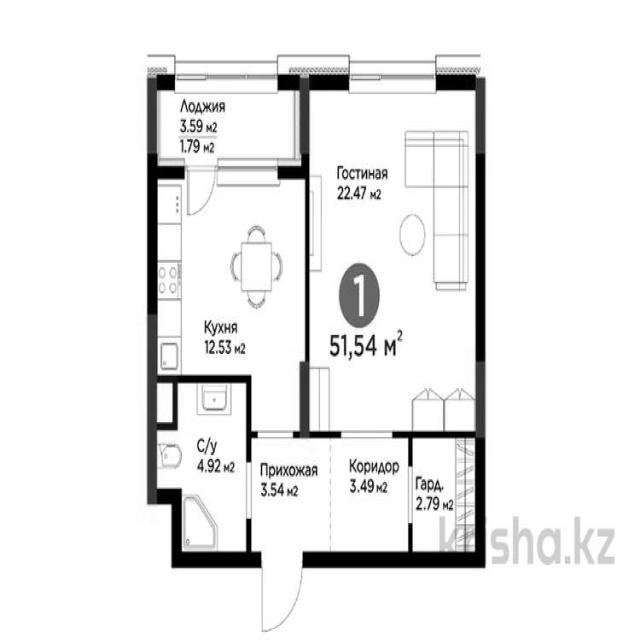 Лоджия
3.59 м2
1.79 м2
Гостиная
22.47 м2
1
51,54 м²
Кухня
12.53 м2
С/у
4.92 м2
Прихожая
3.54 м2
Коридор
3.49 м2
Гард.
2.79 м2
krisha.kz